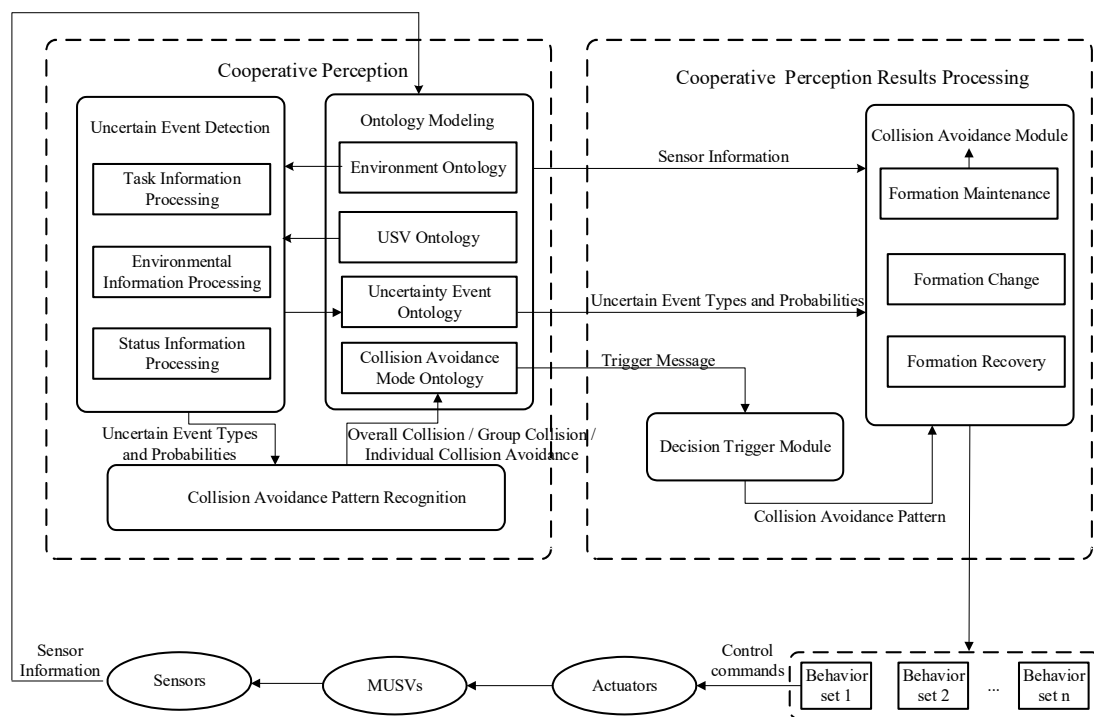 Cooperative Perception
Uncertain Event Detection
Task Information
Processing
Environmental
Information Processing
Status Information
Processing
Ontology Modeling
Environment Ontology
USV Ontology
Uncertainty Event
Ontology
Collision Avoidance
Mode Ontology
Uncertain Event Types
and Probabilities
Overall Collision / Group Collision /
Individual Collision Avoidance
Collision Avoidance Pattern Recognition
Cooperative Perception Results Processing
Sensor Information
Uncertain Event Types and Probabilities
Trigger Message
Decision Trigger Module
Collision Avoidance Pattern
Collision Avoidance Module
Formation Maintenance
Formation Change
Formation Recovery
Sensor
Information
Sensors
MUSVs
Actuators
Control
commands
Behavior
set 1
Behavior
set 2
...
Behavior
set n